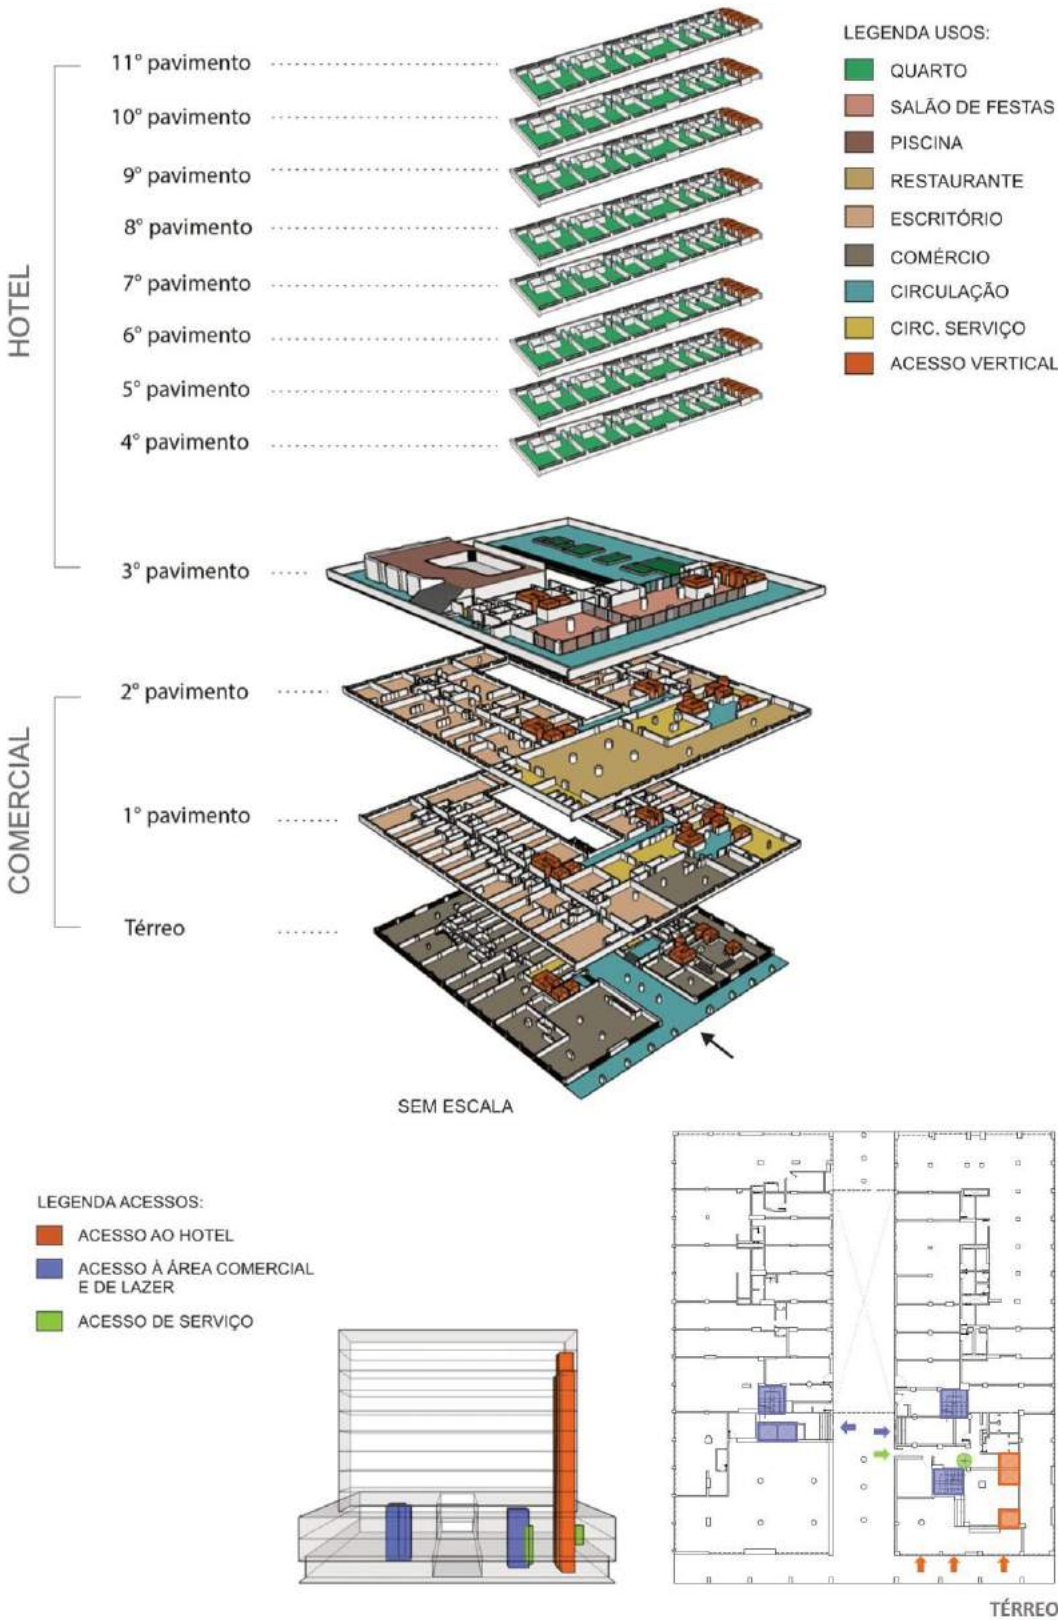 LEGENDA USOS:
QUARTO
SALÃO DE FESTAS
PISCINA
RESTAURANTE
ESCRITÓRIO
COMÉRCIO
CIRCULAÇÃO
CIRC. SERVIÇO
ACESSO VERTICAL
HOTEL
11° pavimento
10° pavimento
9° pavimento
8° pavimento
7° pavimento
6° pavimento
5° pavimento
4° pavimento
3° pavimento
COMERCIAL
2° pavimento
1° pavimento
Térreo
SEM ESCALA
LEGENDA ACESSOS:
ACESSO AO HOTEL
ACESSO À ÁREA COMERCIAL
E DE LAZER
ACESSO DE SERVIÇO
TÉRREO